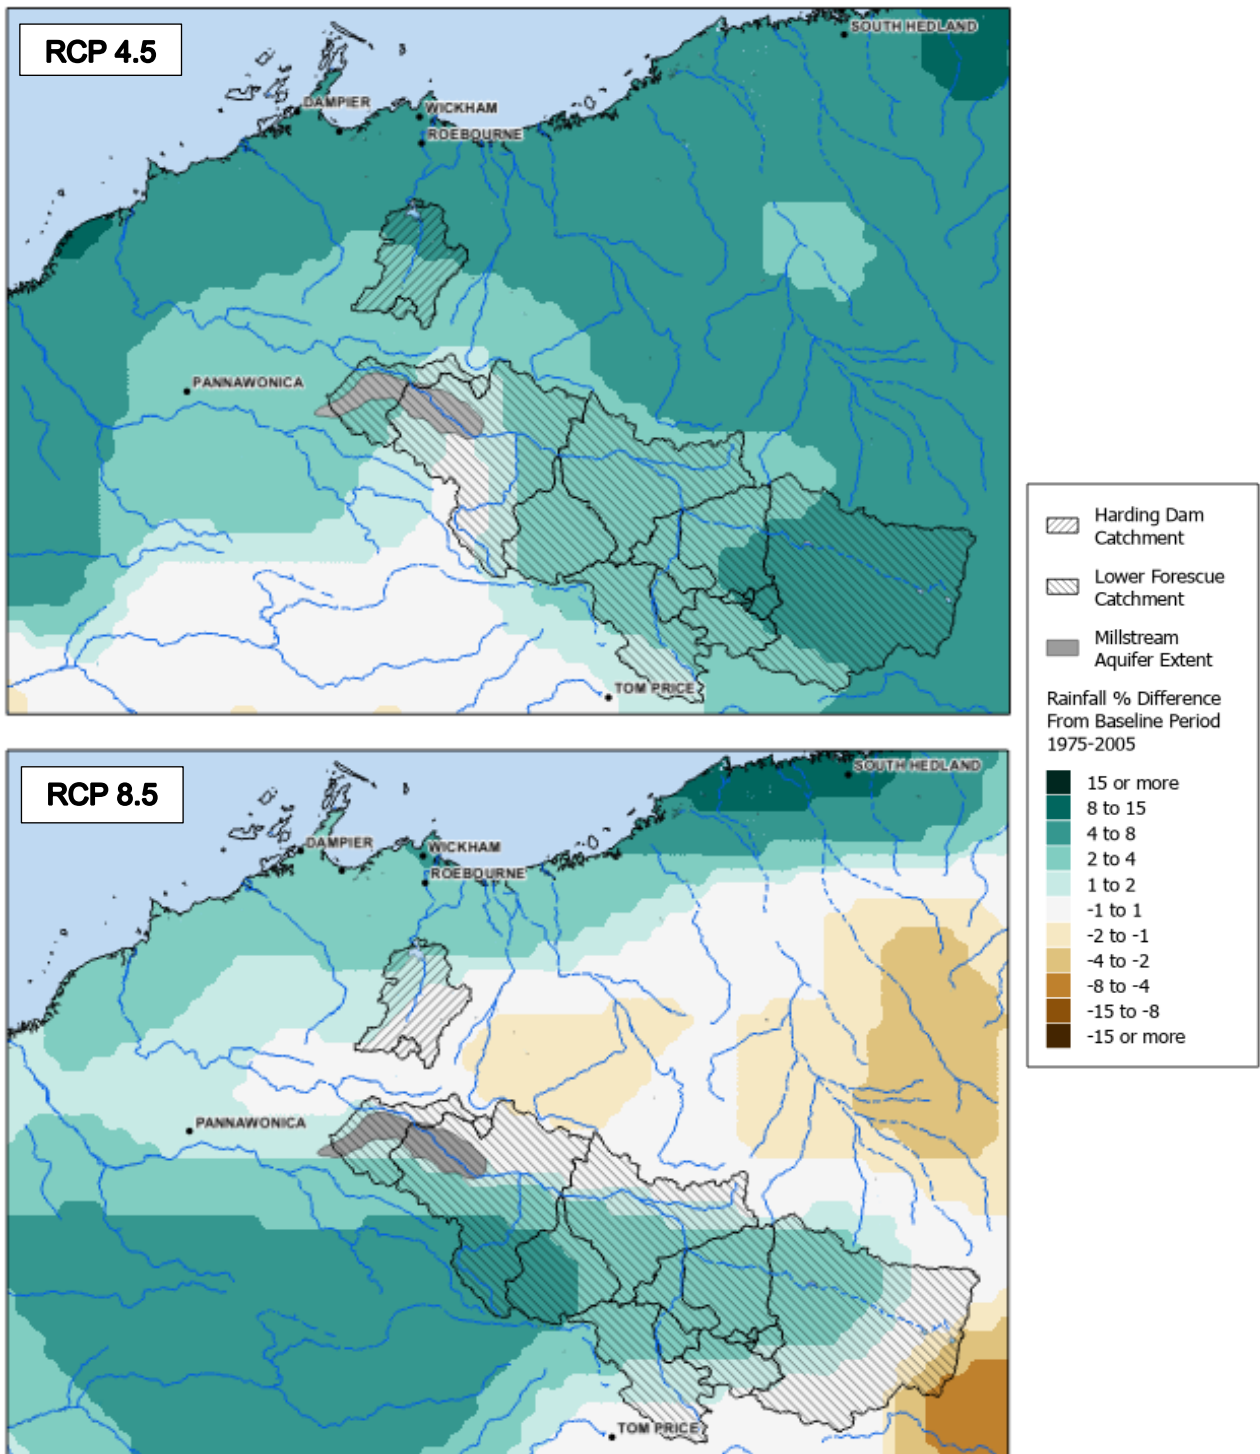 RCP 4.5
SOUTH HEDLAND
DAMPIER
WICKHAM
ROEBOURNE
PANNAWONICA
TOM PRICE
RCP 8.5
SOUTH HEDLAND
DAMPIER
WICKHAM
ROEBOURNE
PANNAWONICA
TOM PRICE
Harding Dam
Catchment
Lower Forescue
Catchment
Millstream
Aquifer Extent
Rainfall % Difference
From Baseline Period
1975-2005
15 or more
8 to 15
4 to 8
2 to 4
1 to 2
-1 to 1
-2 to -1
-4 to -2
-8 to -4
-15 to -8
-15 or more